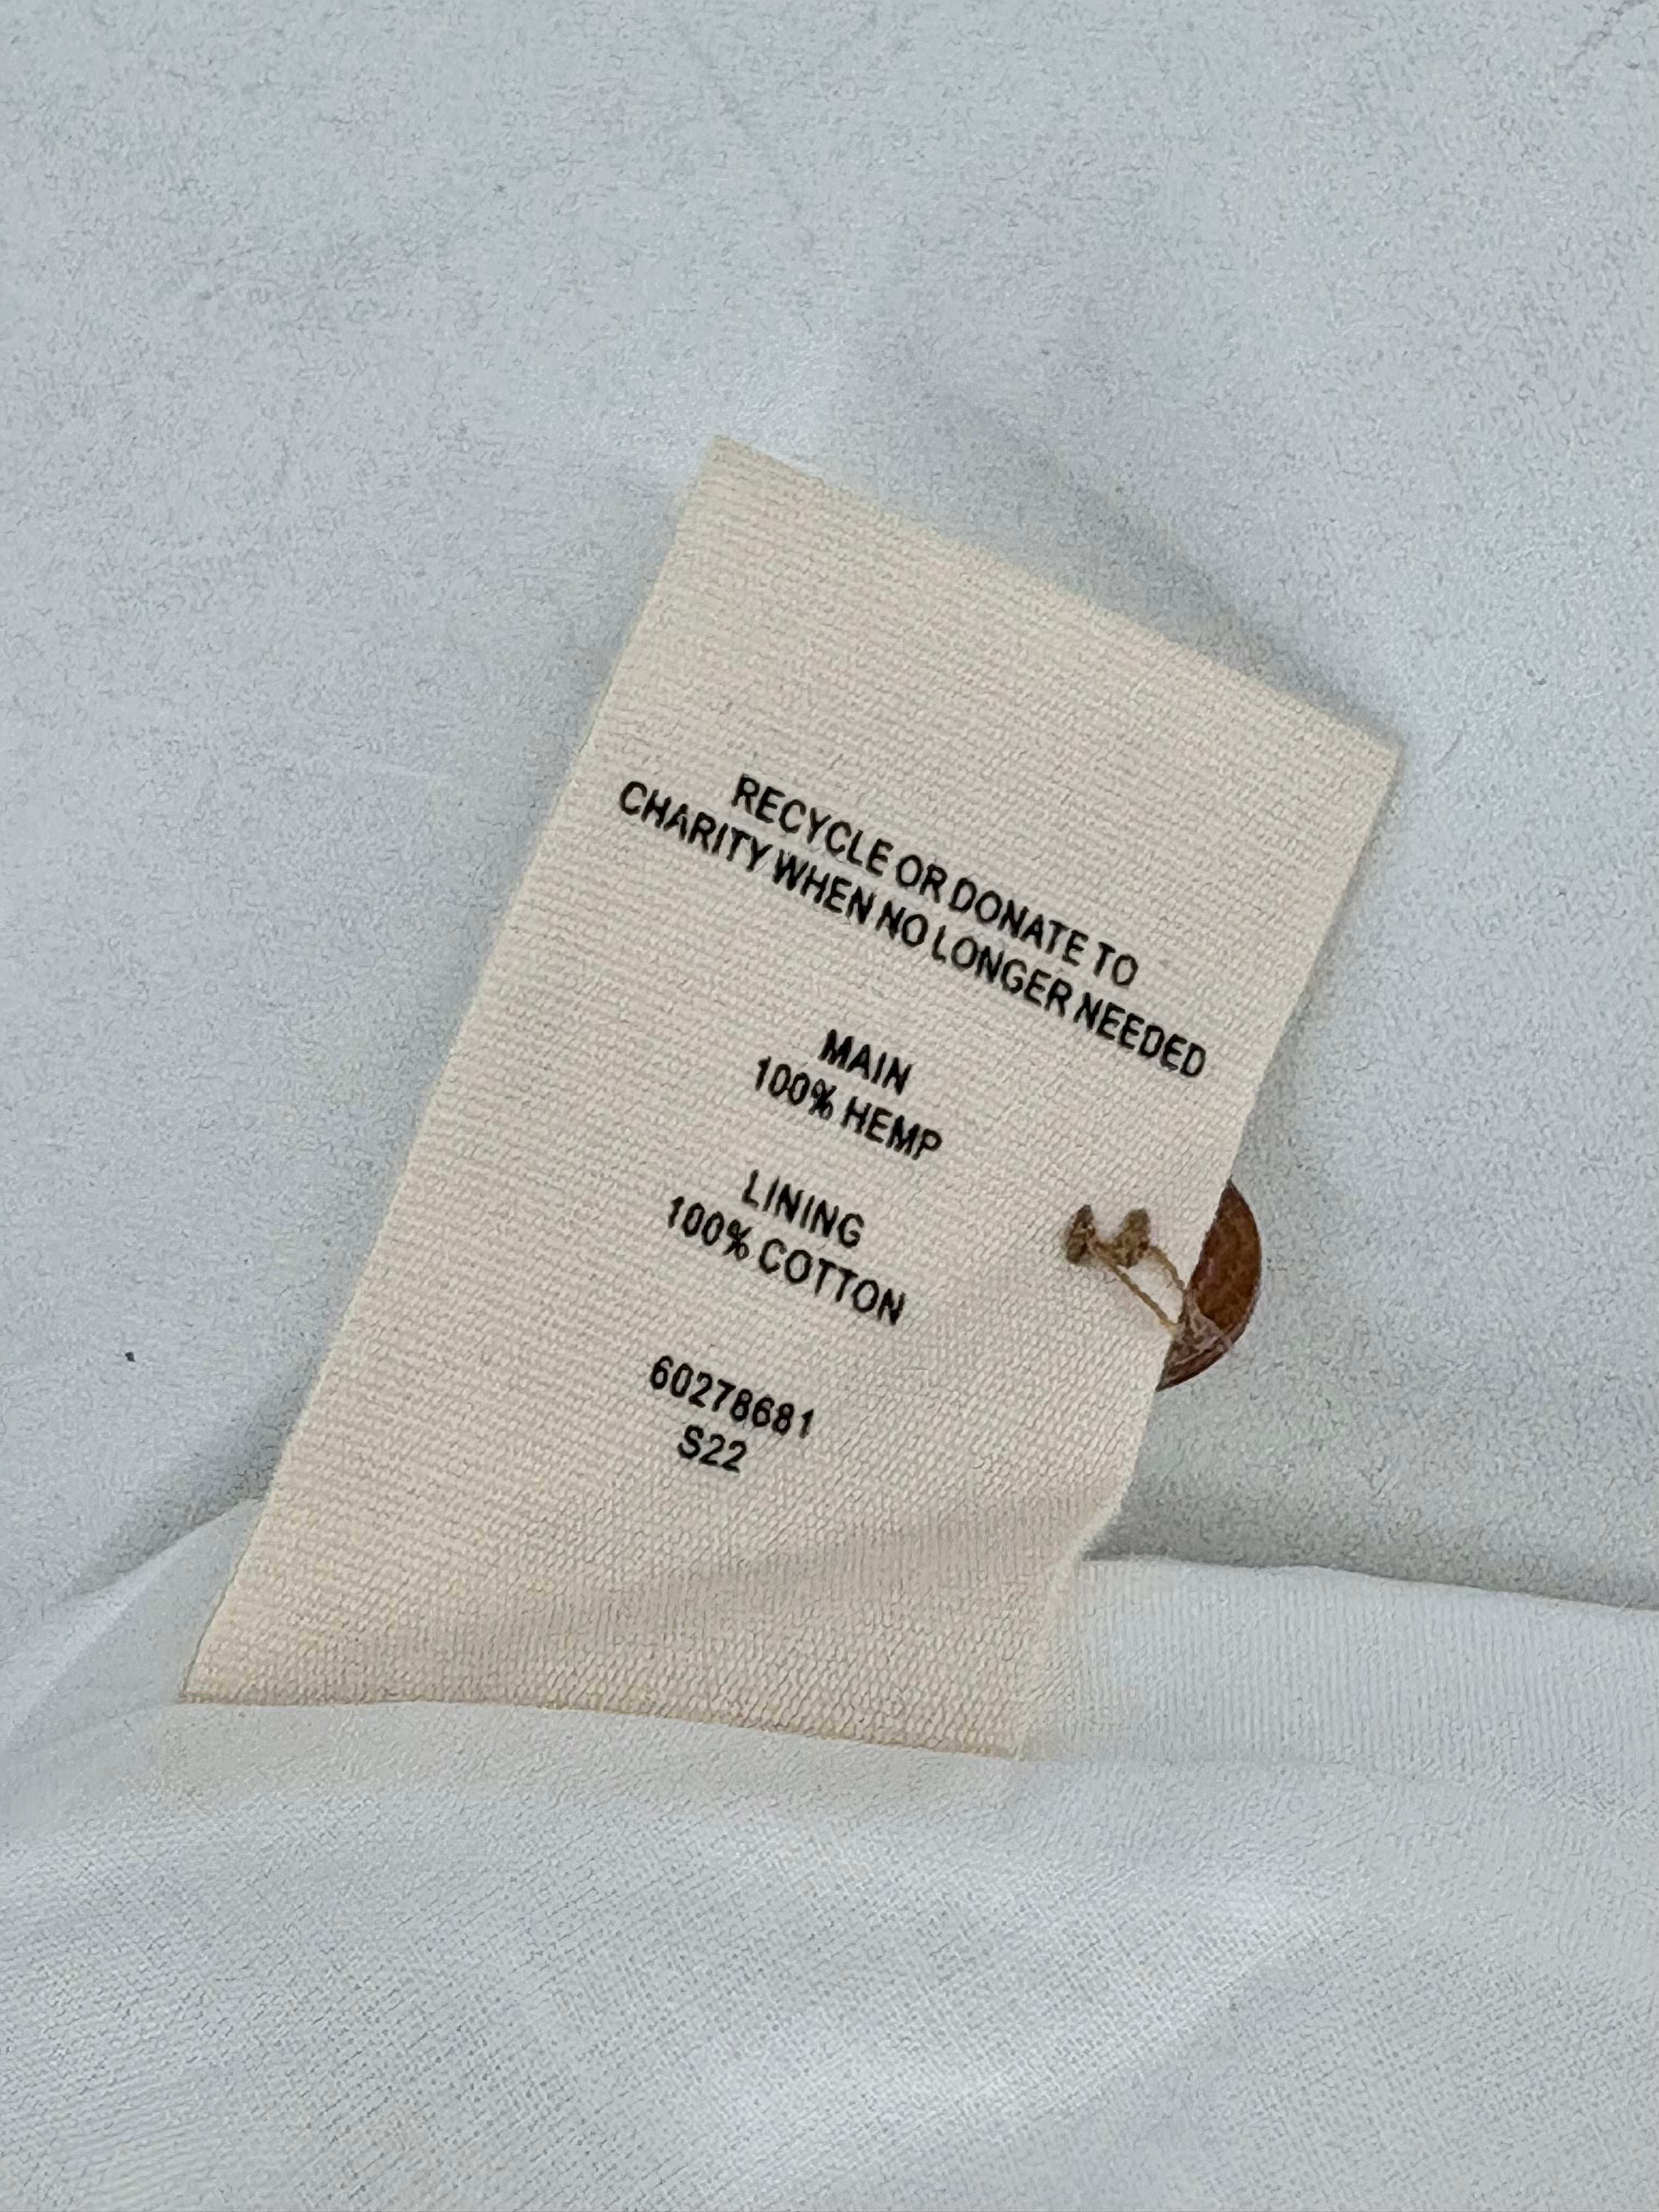 RECYCLE OR DONATE TO
CHARITY WHEN NO LONGER NEEDED
MAIN
100% HEMP
LINING
100% COTTON
60278681
S22